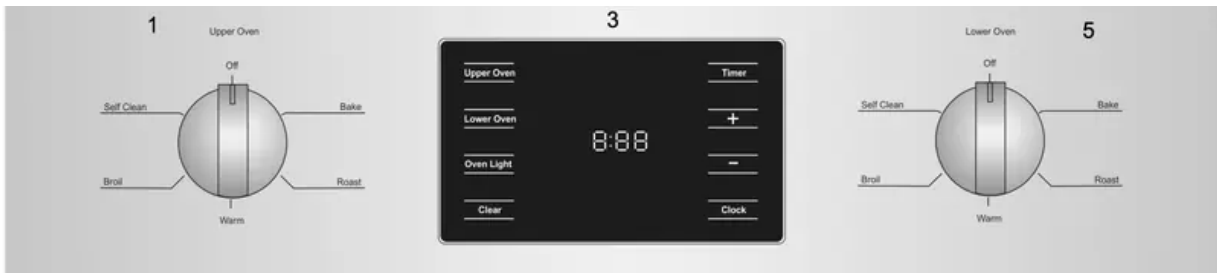 1
Upper Oven
Off
Self Clean
Bake
Broil
Roast
Warm
3
Upper Oven
Timer
Lower Oven
+
8:88
Oven Light
−
Clear
Clock
5
Lower Oven
Off
Self Clean
Bake
Broil
Roast
Warm